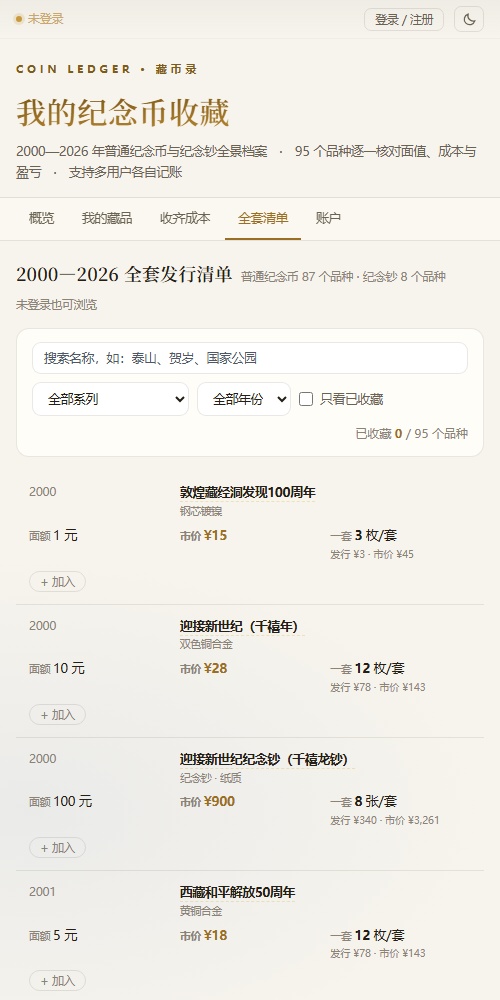 未登录
登录 / 注册
COIN LEDGER • 藏币录
我的纪念币收藏
2000—2026 年普通纪念币与纪念钞全景档案 · 95 个品种逐一核对面值、成本与
盈亏 · 支持多用户各自记账
概览 我的藏品 收齐成本 全套清单 账户
2000—2026 全套发行清单 普通纪念币 87 个品种 · 纪念钞 8 个品种
未登录也可浏览
搜索名称，如：泰山、贺岁、国家公园
全部系列 全部年份 只看已收藏
已收藏 0 / 95 个品种
2000 敦煌藏经洞发现100周年
钢芯镀镍
面额 1 元 市价 ¥15 一套 3 枚/套
发行 ¥3 · 市价 ¥45
+ 加入
2000 迎接新世纪（千禧年）
双色铜合金
面额 10 元 市价 ¥28 一套 12 枚/套
发行 ¥78 · 市价 ¥143
+ 加入
2000 迎接新世纪纪念钞（千禧龙钞）
纪念钞 · 纸质
面额 100 元 市价 ¥900 一套 8 张/套
发行 ¥340 · 市价 ¥3,261
+ 加入
2001 西藏和平解放50周年
黄铜合金
面额 5 元 市价 ¥18 一套 12 枚/套
发行 ¥78 · 市价 ¥143
+ 加入